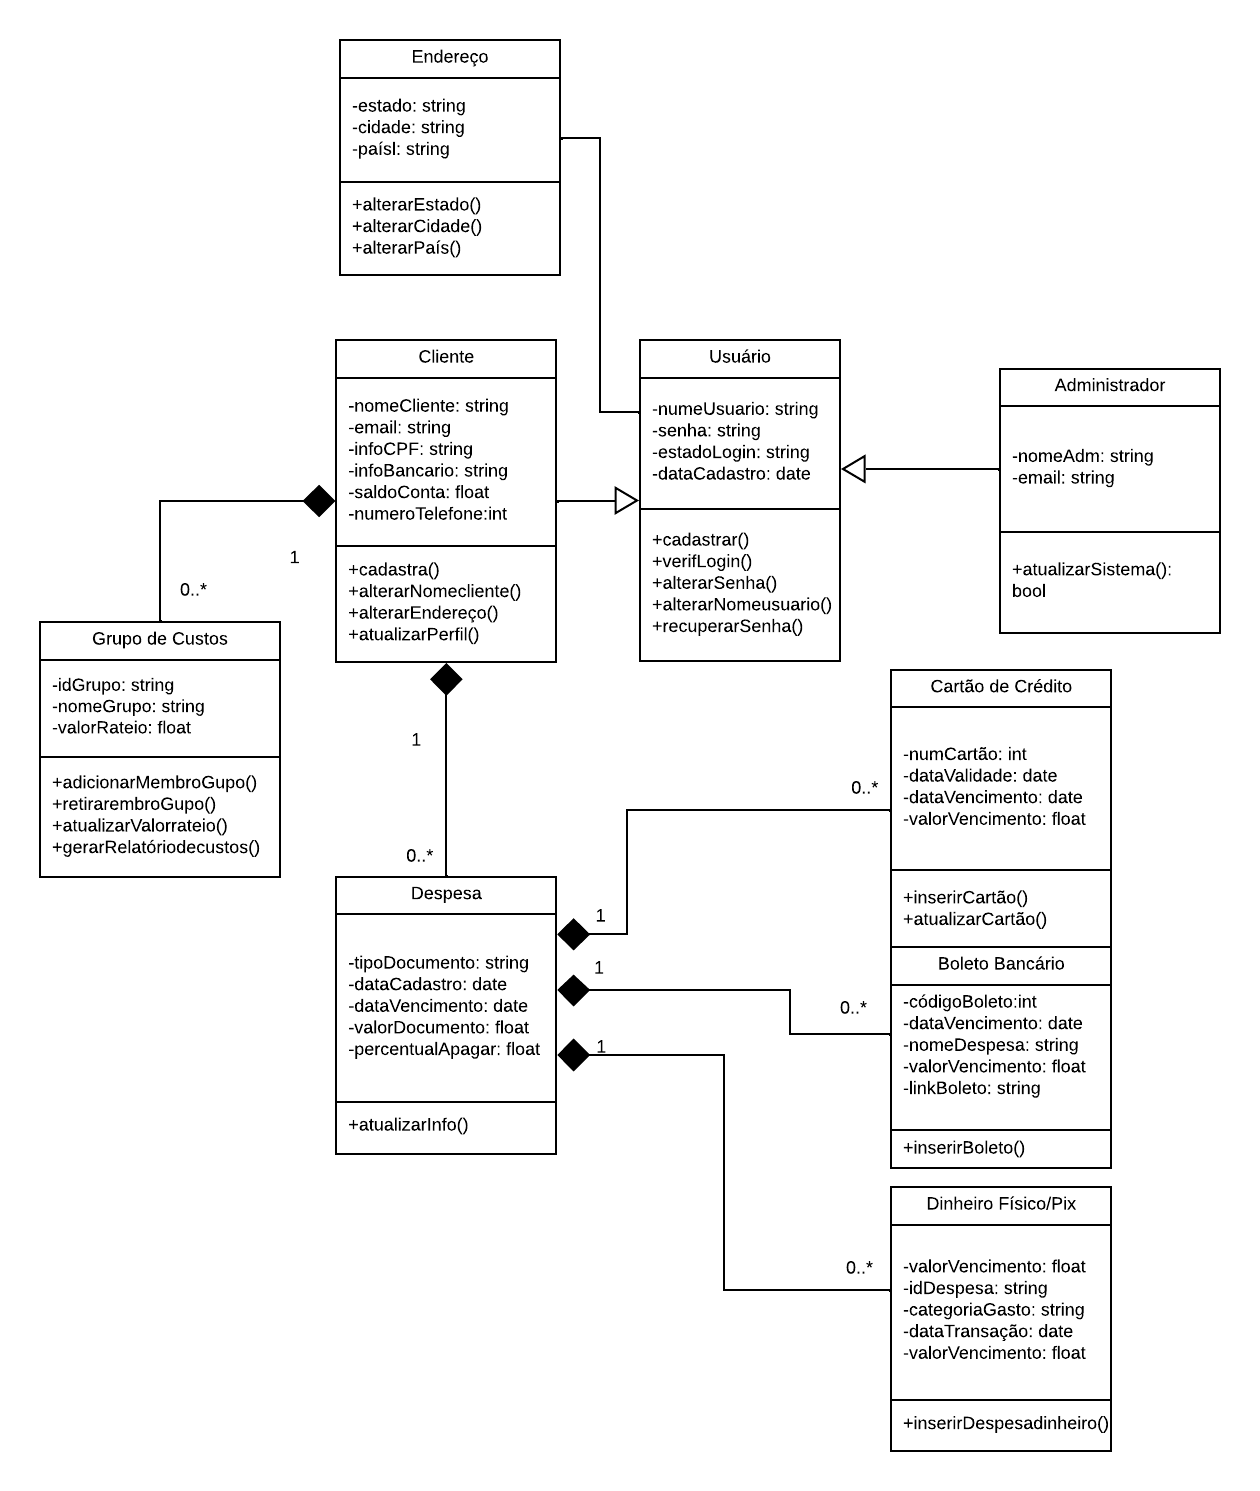 Endereço
-estado: string
-cidade: string
-paísl: string
+alterarEstado()
+alterarCidade()
+alterarPaís()
Cliente
-nomeCliente: string
-email: string
-infoCPF: string
-infoBancario: string
-saldoConta: float
-numeroTelefone:int
+cadastra()
+alterarNomecliente()
+alterarEndereço()
+atualizarPerfil()
Usuário
-numeUsuario: string
-senha: string
-estadoLogin: string
-dataCadastro: date
+cadastrar()
+verifLogin()
+alterarSenha()
+alterarNomeusuario()
+recuperarSenha()
Administrador
-nomeAdm: string
-email: string
+atualizarSistema():
bool
1
0..*
Grupo de Custos
-idGrupo: string
-nomeGrupo: string
-valorRateio: float
+adicionarMembroGupo()
+retirarembroGupo()
+atualizarValorrateio()
+gerarRelatóriodecustos()
1
0..*
Despesa
-tipoDocumento: string
-dataCadastro: date
-dataVencimento: date
-valorDocumento: float
-percentualApagar: float
+atualizarInfo()
1
0..*
1
0..*
1
0..*
Cartão de Crédito
-numCartão: int
-dataValidade: date
-dataVencimento: date
-valorVencimento: float
+inserirCartão()
+atualizarCartão()
Boleto Bancário
-códigoBoleto:int
-dataVencimento: date
-nomeDespesa: string
-valorVencimento: float
-linkBoleto: string
+inserirBoleto()
Dinheiro Físico/Pix
-valorVencimento: float
-idDespesa: string
-categoriaGasto: string
-dataTransação: date
-valorVencimento: float
+inserirDespesadinheiro()